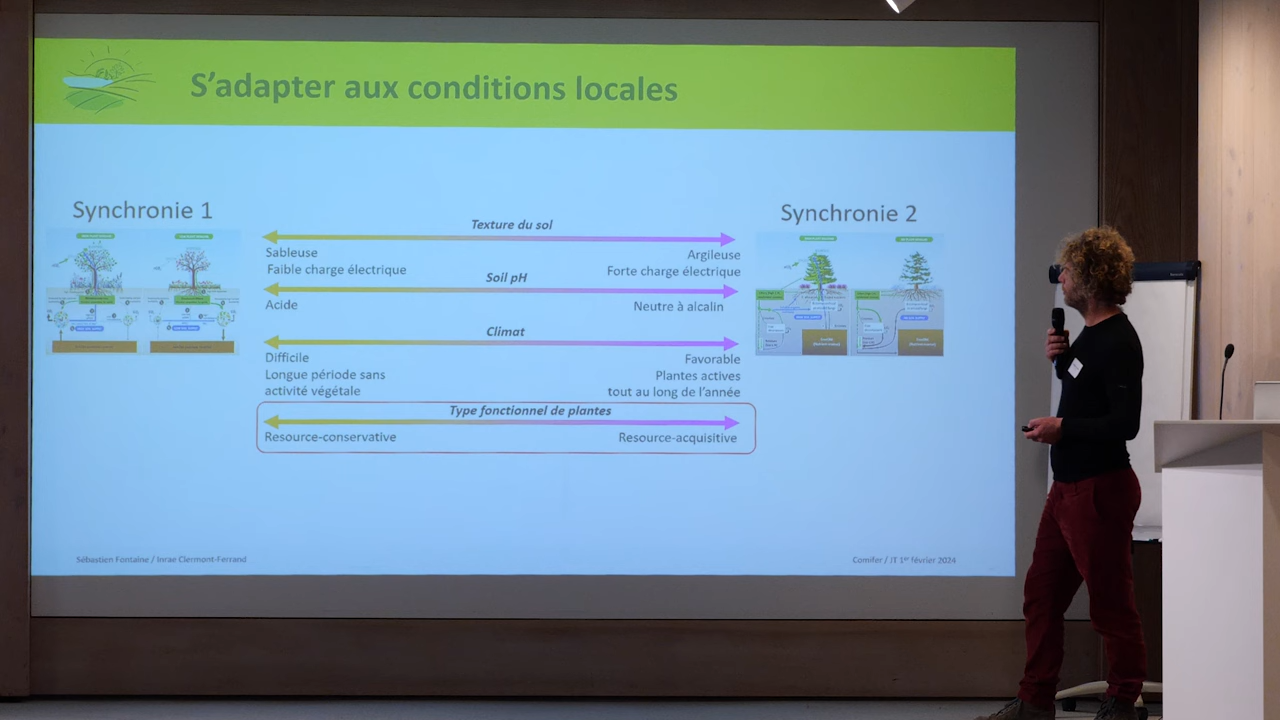 S'adapter aux conditions locales
Synchronie 1
Synchronie 2
Texture du sol
Sableuse
Faible charge électrique
Argileuse
Forte charge électrique
Soil pH
Acide
Neutre à alcalin
Climat
Difficile
Longue période sans
activité végétale
Favorable
Plantes actives
tout au long de l'année
Type fonctionnel de plantes
Resource-conservative
Resource-acquisitive
Sébastien Fontaine / Inrae Clermont-Ferrand
Comifer / JT 1er février 2024